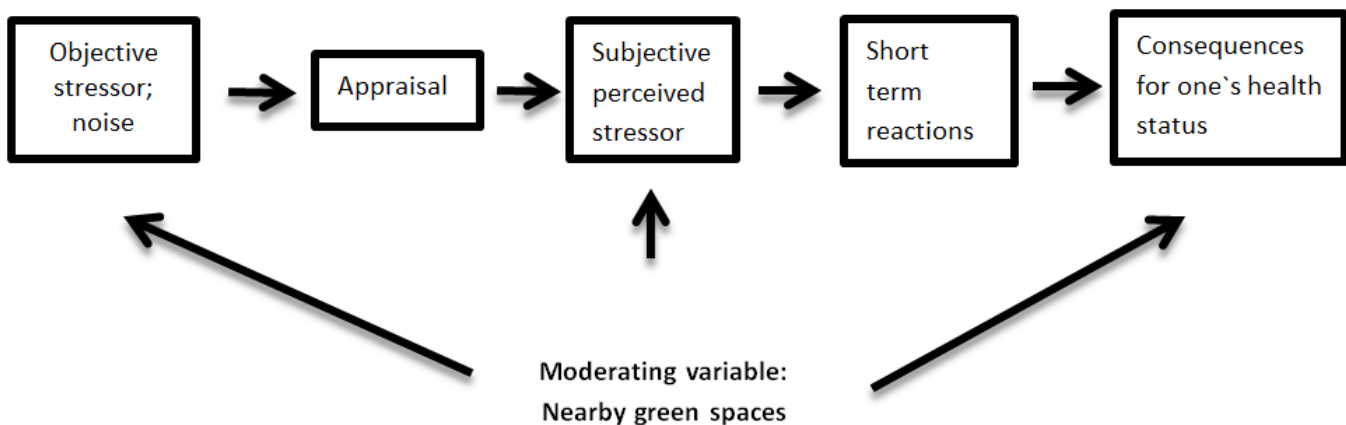 Objective
stressor;
noise
Appraisal
Subjective
perceived
stressor
Short
term
reactions
Consequences
for one`s health
status
Moderating variable:
Nearby green spaces